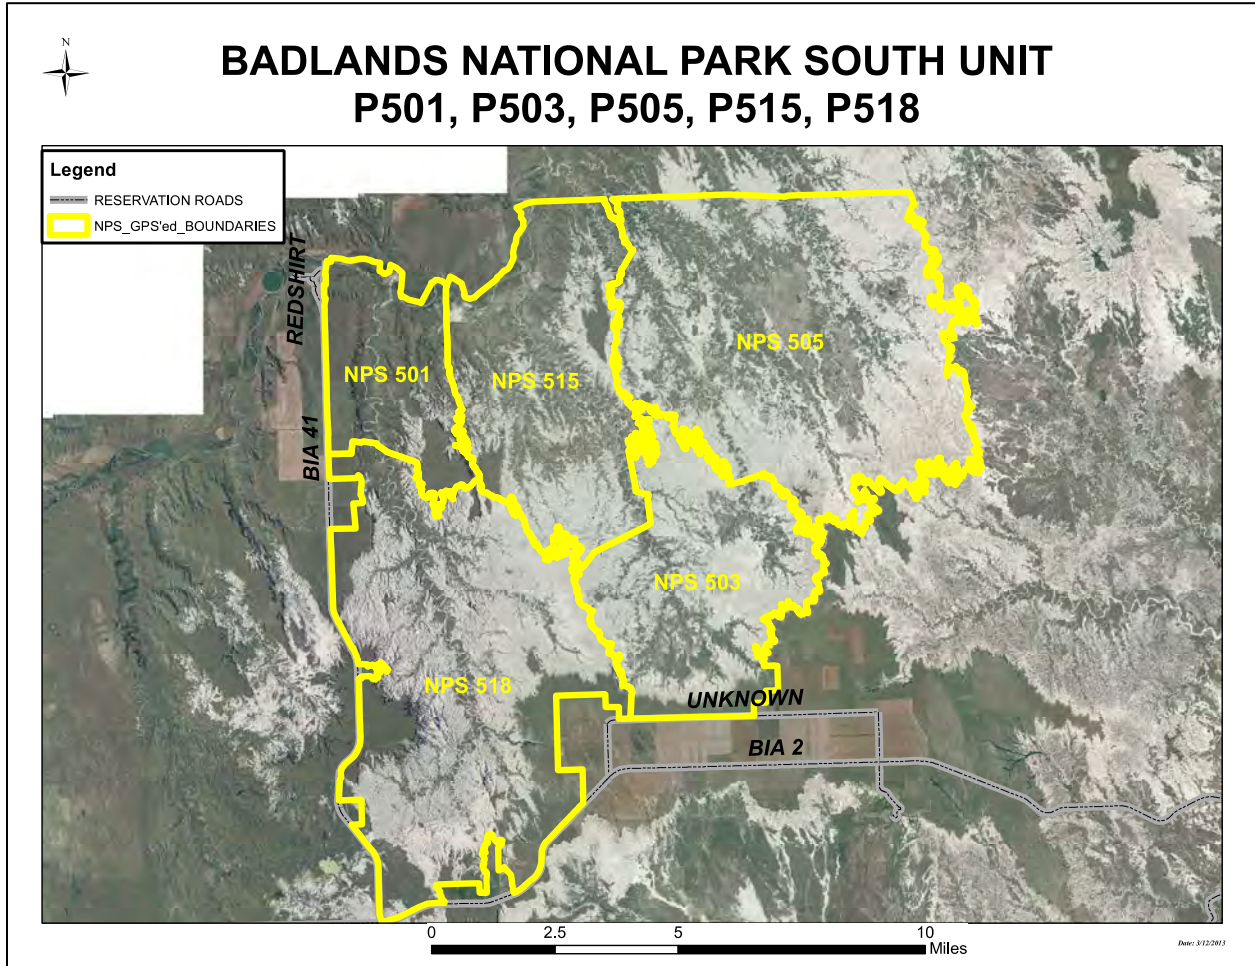 N
BADLANDS NATIONAL PARK SOUTH UNIT
P501, P503, P505, P515, P518
Legend
RESERVATION ROADS
NPS_GPS'ed_BOUNDARIES
REDSHIRT
BIA 41
NPS 501
NPS 515
NPS 505
NPS 503
NPS 518
UNKNOWN
BIA 2
0 2.5 5 10
Miles
Date: 3/12/2013